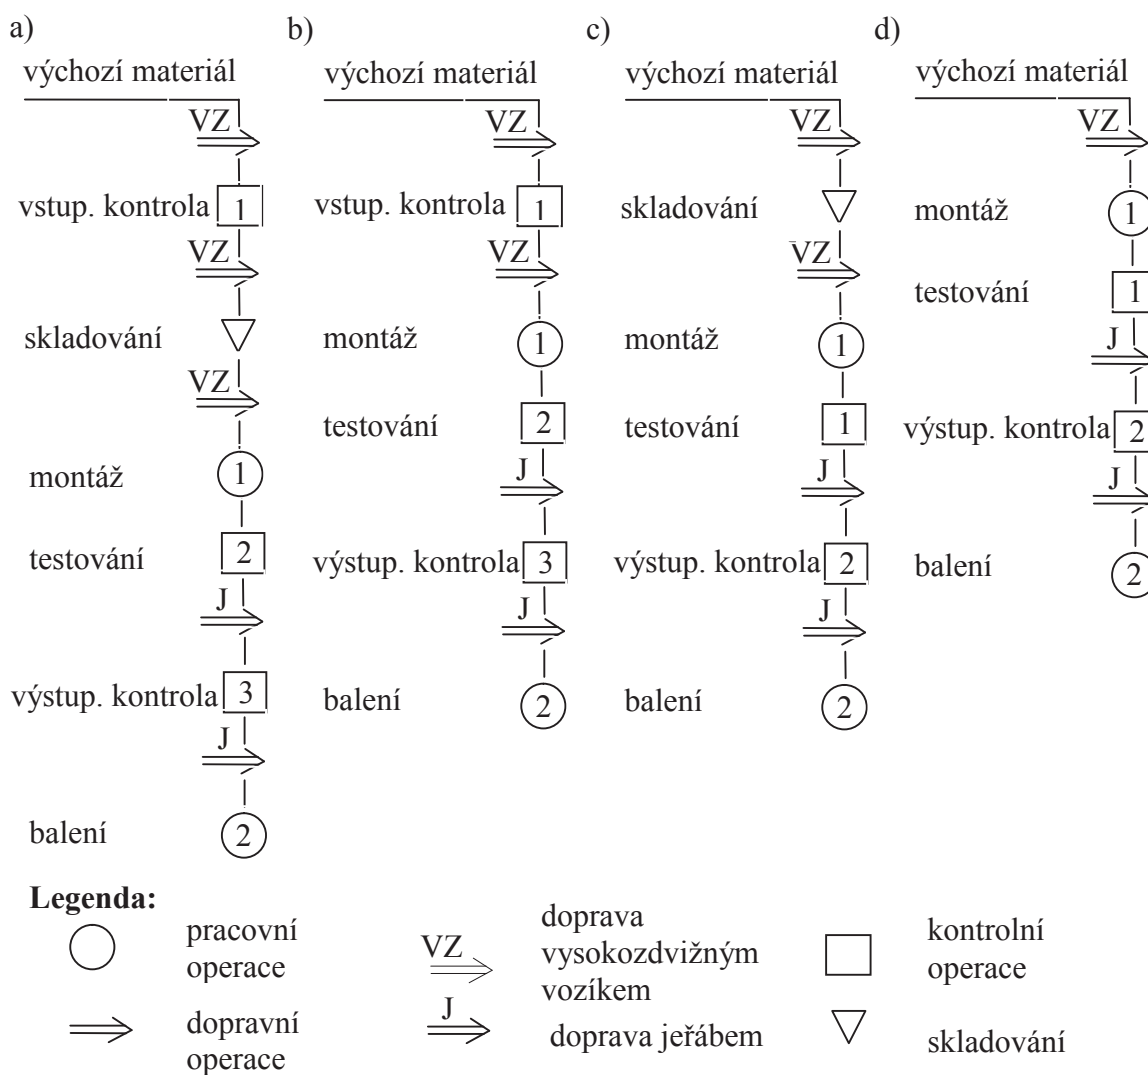 a)
výchozí materiál
VZ
vstup. kontrola 1
VZ
skladování
VZ
montáž 1
testování 2
J
výstup. kontrola 3
J
balení 2
b)
výchozí materiál
VZ
vstup. kontrola 1
VZ
montáž 1
testování 2
J
výstup. kontrola 3
J
balení 2
c)
výchozí materiál
VZ
skladování
VZ
montáž 1
testování 1
J
výstup. kontrola 2
J
balení 2
d)
výchozí materiál
VZ
montáž 1
testování 1
J
výstup. kontrola 2
J
balení 2
Legenda:
pracovní
operace
VZ
doprava
vysokozdvižným
vozíkem
kontrolní
operace
dopravní
operace
J
doprava jeřábem
skladování